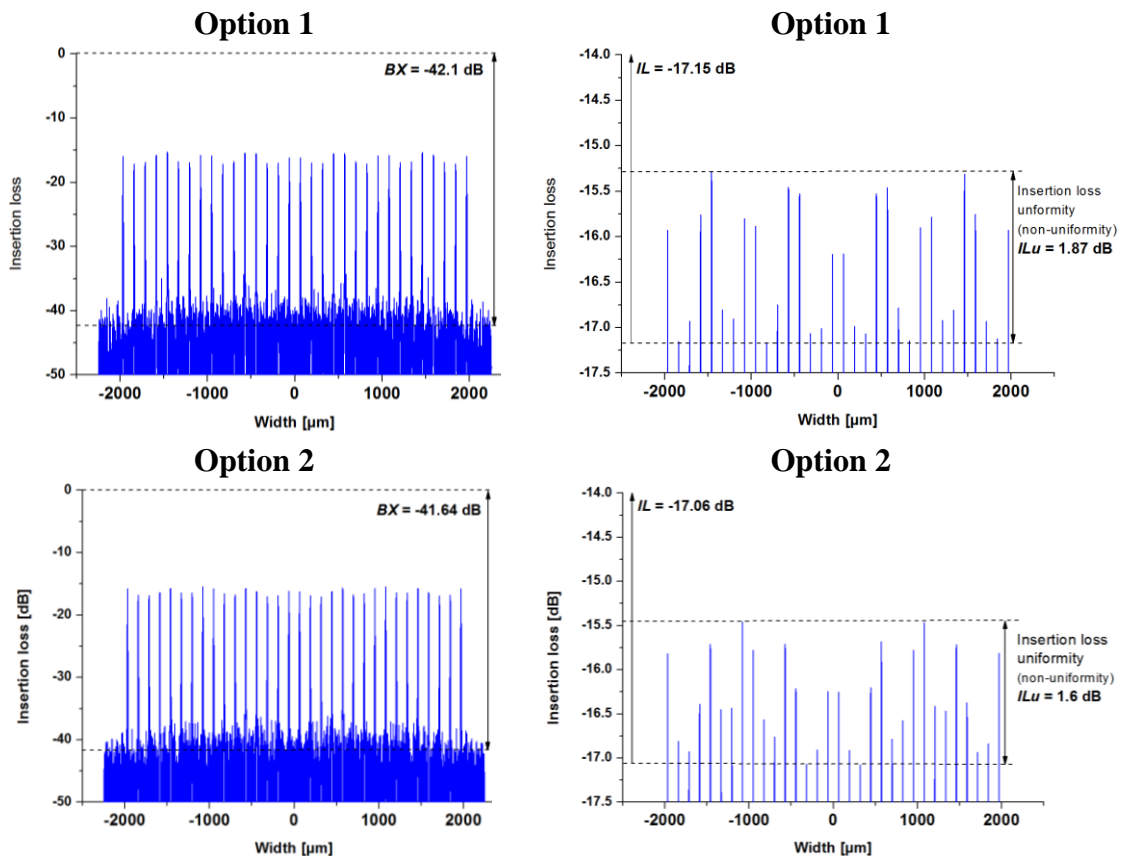 Option 1
Option 1
0
-10
-20
-30
-40
-50
Insertion loss
BX = -42.1 dB
-2000
-1000
0
1000
2000
Width [µm]
-14.0
-14.5
-15.0
-15.5
-16.0
-16.5
-17.0
-17.5
Insertion loss
IL = -17.15 dB
Insertion loss
unformity
(non-uniformity)
ILu = 1.87 dB
-2000
-1000
0
1000
2000
Width [µm]
Option 2
Option 2
0
-10
-20
-30
-40
-50
Insertion loss [dB]
BX = -41.64 dB
-2000
-1000
0
1000
2000
Width [µm]
-14.0
-14.5
-15.0
-15.5
-16.0
-16.5
-17.0
-17.5
Insertion loss [dB]
IL = -17.06 dB
Insertion loss
uniformity
(non-uniformity)
ILu = 1.6 dB
-2000
-1000
0
1000
2000
Width [µm]